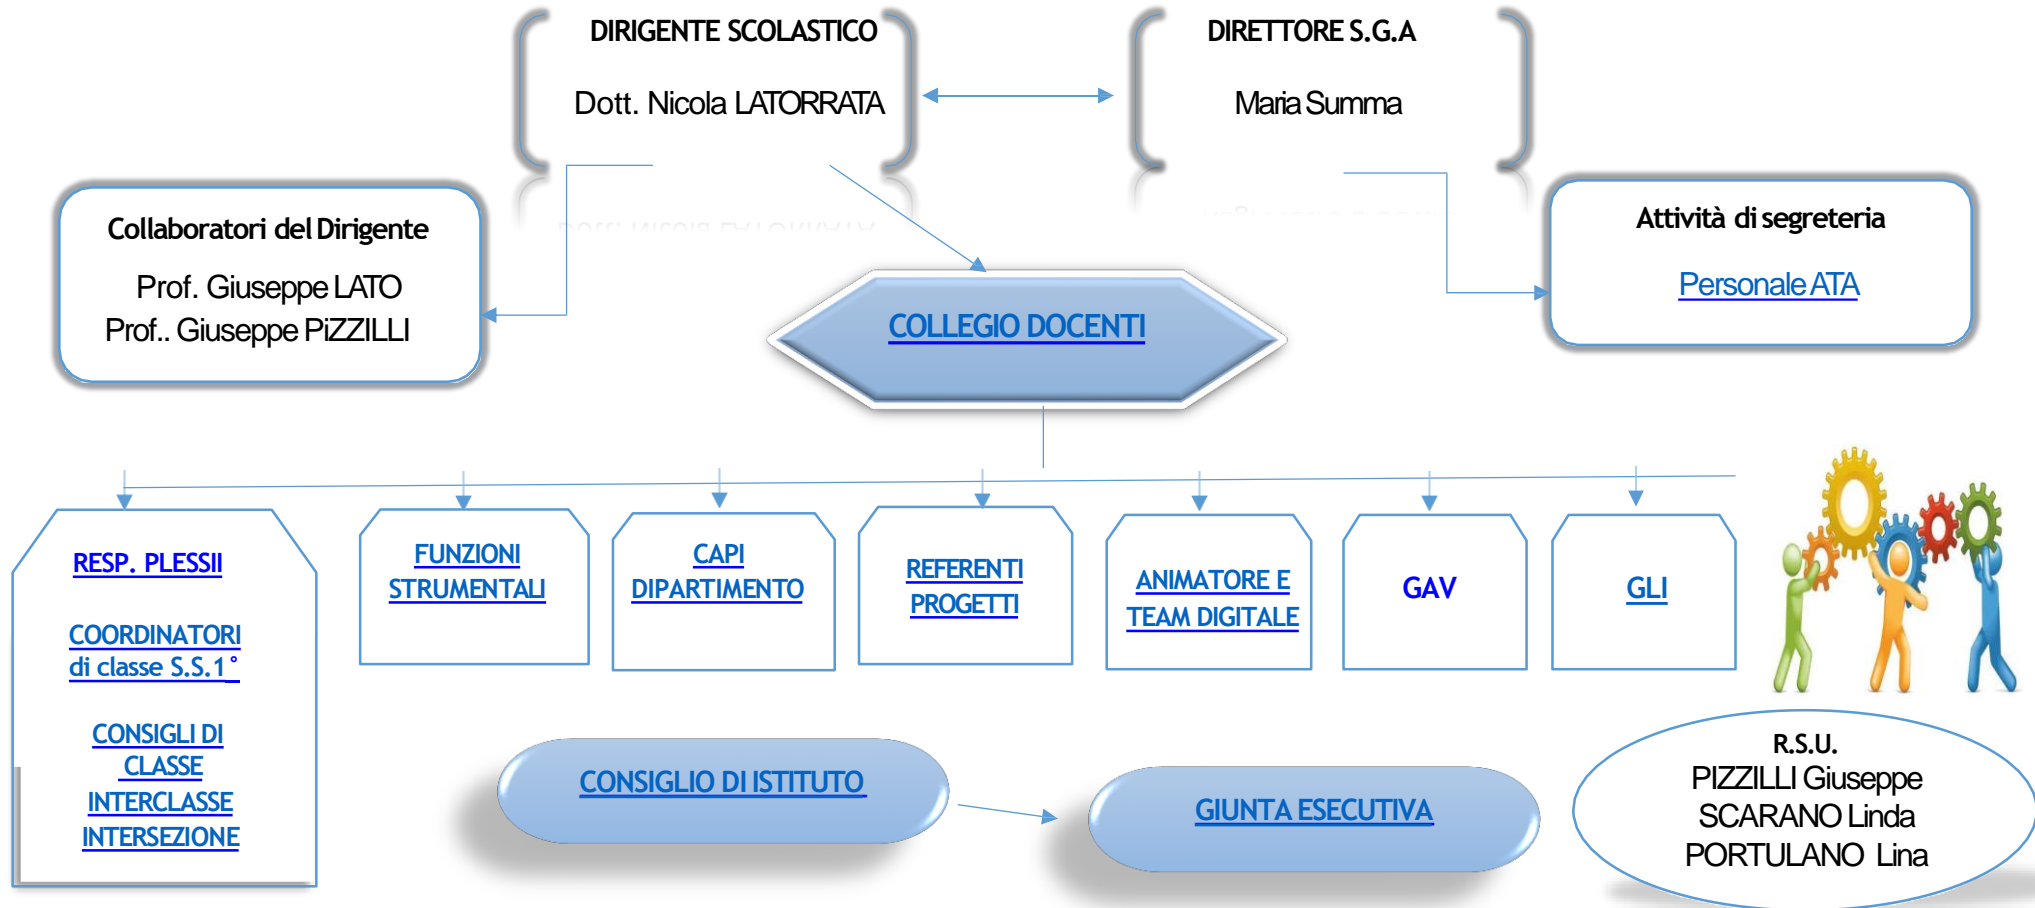 DIRIGENTE SCOLASTICO
Dott. Nicola LATORRATA
DIRETTORE S.G.A
Maria Summa
Collaboratori del Dirigente
Prof. Giuseppe LATO
Prof.. Giuseppe PiZZILLI
Attività di segreteria
Personale ATA
COLLEGIO DOCENTI
RESP. PLESSII
COORDINATORI
di classe S.S.1°
CONSIGLI DI
CLASSE
INTERCLASSE
INTERSEZIONE
FUNZIONI
STRUMENTALI
CAPI
DIPARTIMENTO
REFERENTI
PROGETTI
ANIMATORE E
TEAM DIGITALE
GAV
GLI
CONSIGLIO DI ISTITUTO
GIUNTA ESECUTIVA
R.S.U.
PIZZILLI Giuseppe
SCARANO Linda
PORTULANO Lina